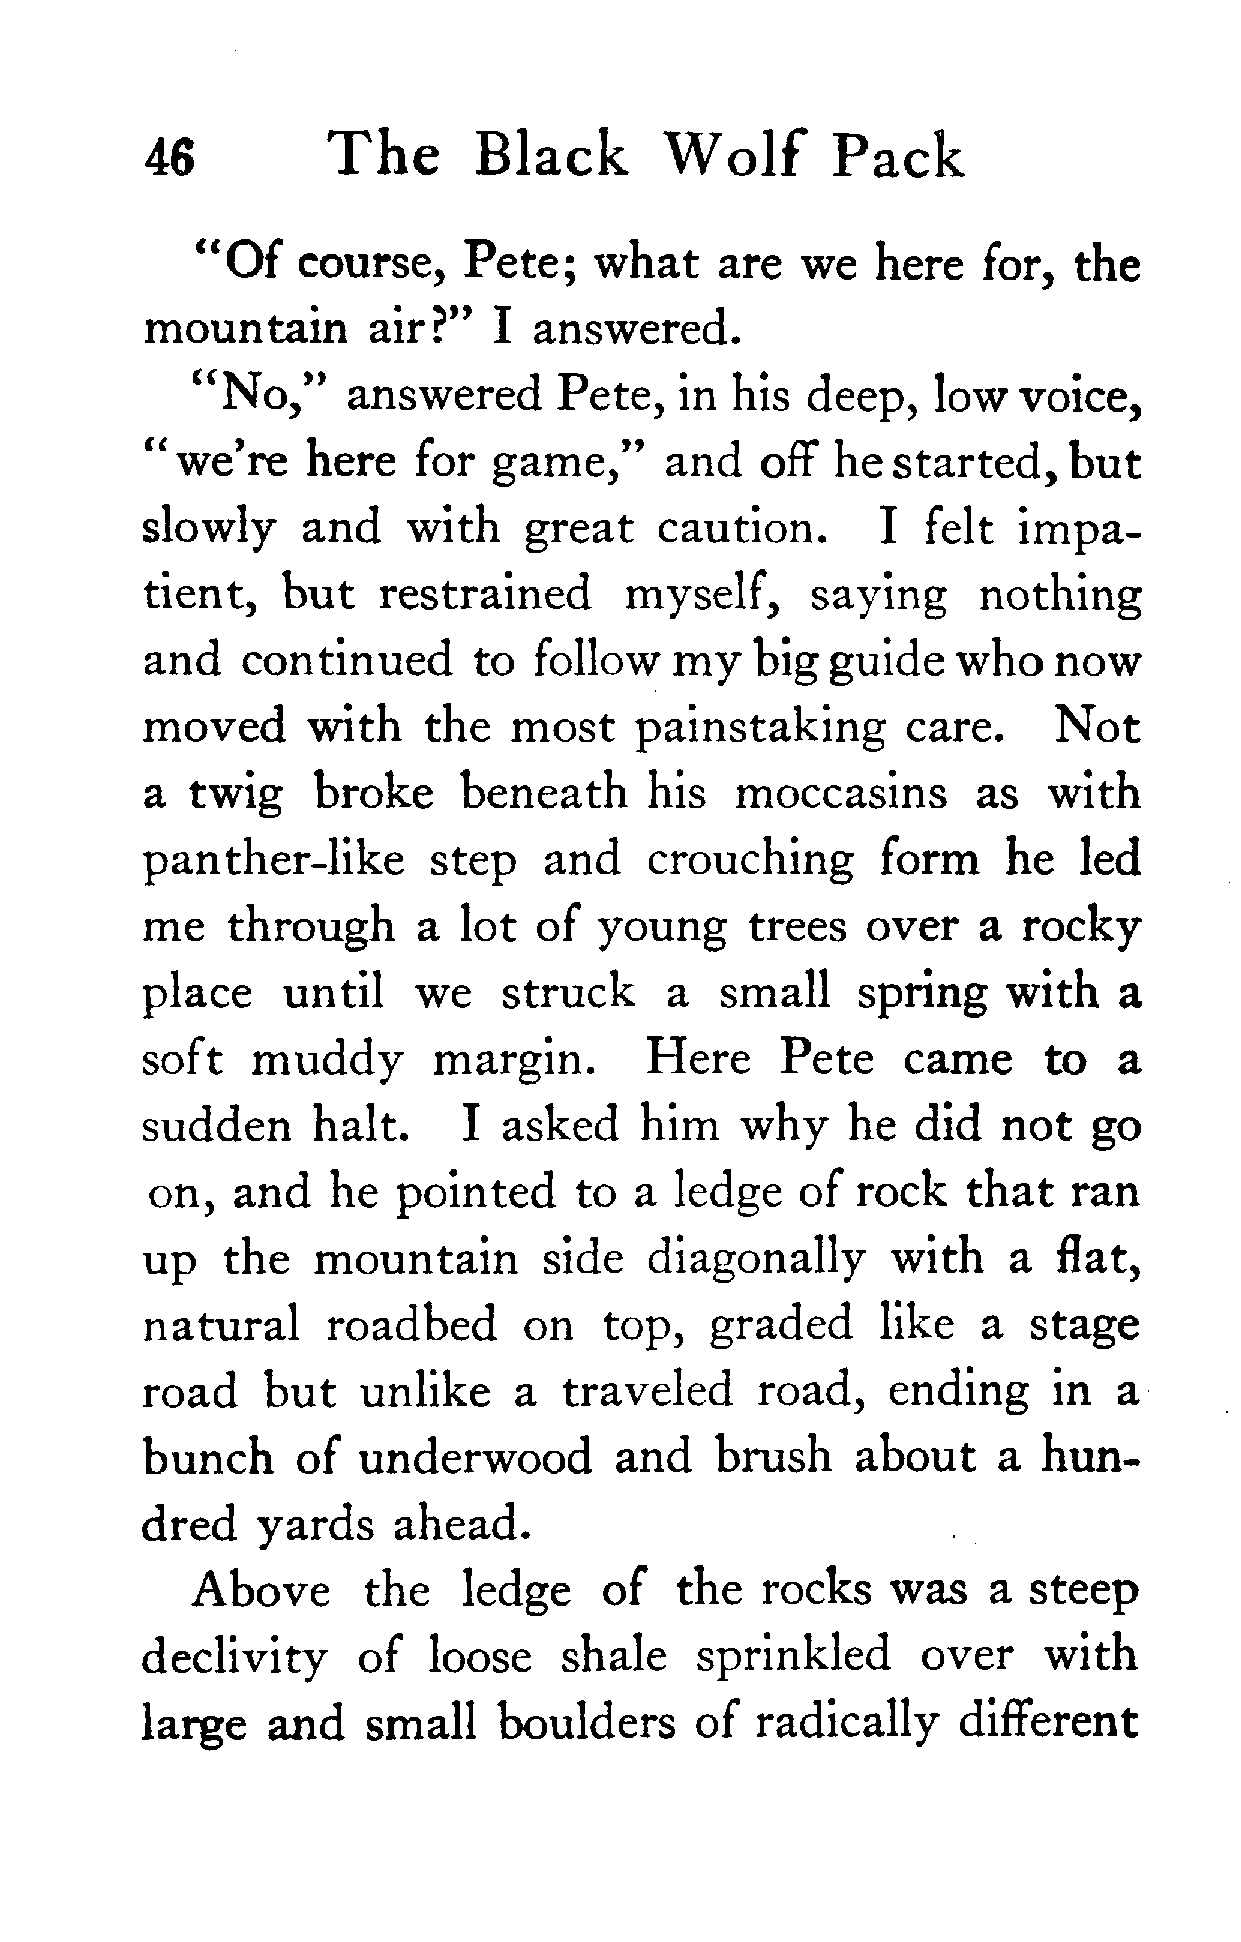 46 The Black Wolf Pack
"Of course, Pete; what are we here for, the
mountain air?" I answered.
"No," answered Pete, in his deep, low voice,
"we're here for game," and off he started, but
slowly and with great caution. I felt impa-
tient, but restrained myself, saying nothing
and continued to follow my big guide who now
moved with the most painstaking care. Not
a twig broke beneath his moccasins as with
panther-like step and crouching form he led
me through a lot of young trees over a rocky
place until we struck a small spring with a
soft muddy margin. Here Pete came to a
sudden halt. I asked him why he did not go
on, and he pointed to a ledge of rock that ran
up the mountain side diagonally with a flat,
natural roadbed on top, graded like a stage
road but unlike a traveled road, ending in a
bunch of underwood and brush about a hun-
dred yards ahead.
Above the ledge of the rocks was a steep
declivity of loose shale sprinkled over with
large and small boulders of radically different